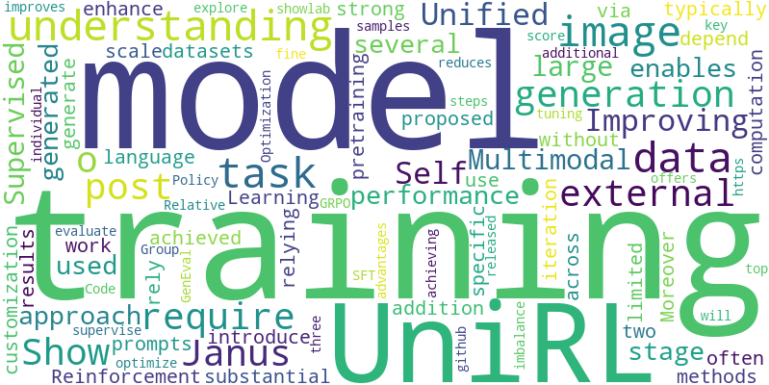 improves enhance explore showlab strong via typically
understanding samples Unified image score key depend
scale datasets several additional
model reduces large enables
Supervised individual generated generate Optimization pretraining fine steps generation computation
proposed tuning Improving
o language task Self Multimodal without data
post Policy performance use external https offers
Relative Learning GRPO
training
customization results evaluate work achieved Group relying specific released iteration across limited Moreover top
used Code rely GenEval SFT advantages achieving
approach require UniRL addition two will
supervise prompts introduce three github imbalance stage often
Show optimize Janus
Reinforcement substantial methods